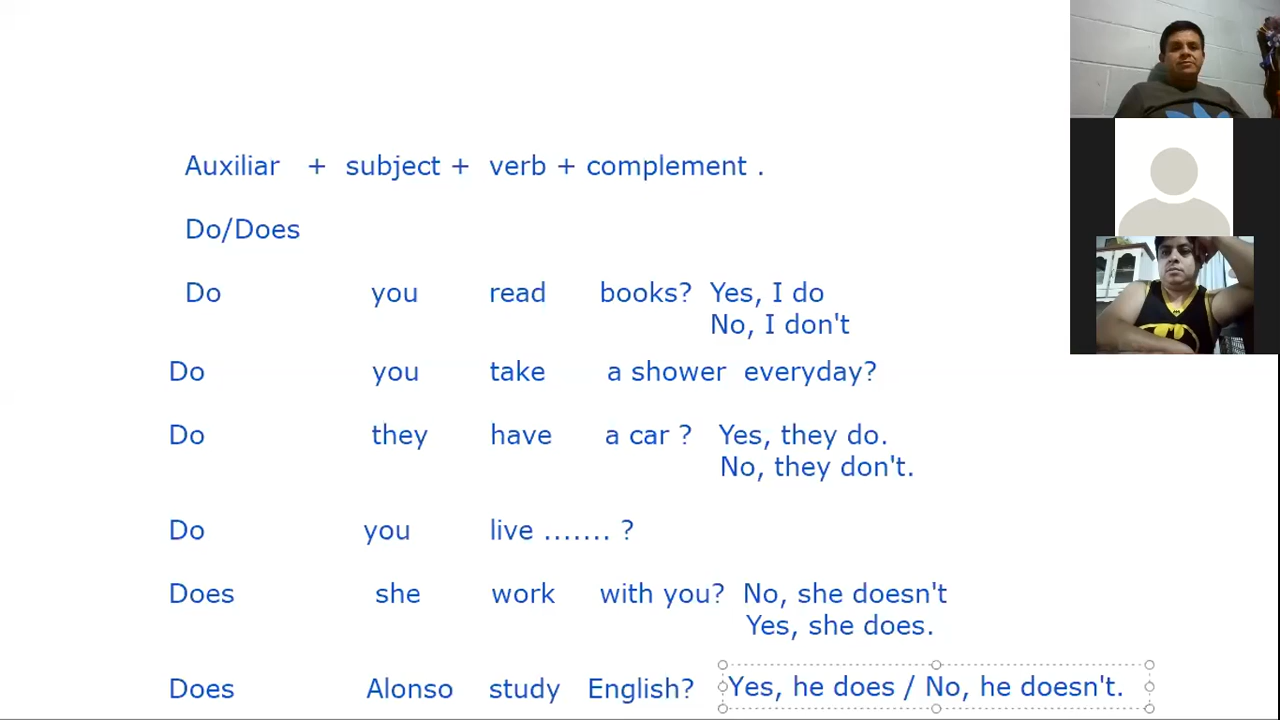 Auxiliar + subject + verb + complement .
Do/Does
Do you read books? Yes, I do
No, I don't
Do you take a shower everyday?
Do they have a car ? Yes, they do.
No, they don't.
Do you live ....... ?
Does she work with you? No, she doesn't
Yes, she does.
Does Alonso study English? Yes, he does / No, he doesn't.